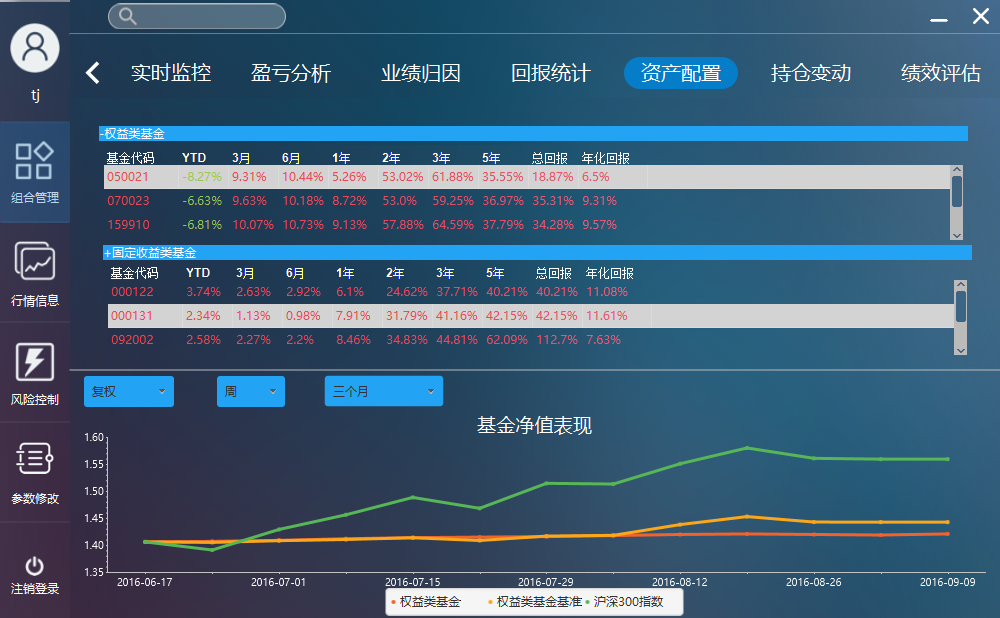 tj
组合管理
行情信息
风险控制
参数修改
注销登录
实时监控 盈亏分析 业绩归因 回报统计 资产配置 持仓变动 绩效评估
-权益类基金
基金代码 YTD 3月 6月 1年 2年 3年 5年 总回报 年化回报
050021 -8.27% 9.31% 10.44% 5.26% 53.02% 61.88% 35.55% 18.87% 6.5%
070023 -6.63% 9.63% 10.18% 8.72% 53.0% 59.25% 36.97% 35.31% 9.31%
159910 -6.81% 10.07% 10.73% 9.13% 57.88% 64.59% 37.79% 34.28% 9.57%
+固定收益类基金
基金代码 YTD 3月 6月 1年 2年 3年 5年 总回报 年化回报
000122 3.74% 2.63% 2.92% 6.1% 24.62% 37.71% 40.21% 40.21% 11.08%
000131 2.34% 1.13% 0.98% 7.91% 31.79% 41.16% 42.15% 42.15% 11.61%
092002 2.58% 2.27% 2.2% 8.46% 34.83% 44.81% 62.09% 112.7% 7.63%
复权 周 三个月
基金净值表现
1.60
1.55
1.50
1.45
1.40
1.35
2016-06-17 2016-07-01 2016-07-15 2016-07-29 2016-08-12 2016-08-26 2016-09-09
权益类基金 权益类基金基准 沪深300指数